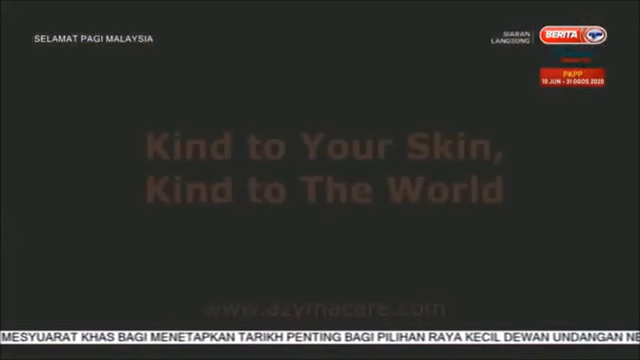 SELAMAT PAGI MALAYSIA
SIARAN
LANGSUNG
BERITA
PKPP
10 JUN - 31 OGOS 2020
Kind to Your Skin,
Kind to The World
www.azymacare.com
MESYUARAT KHAS BAGI MENETAPKAN TARIKH PENTING BAGI PILIHAN RAYA KECIL DEWAN UNDANGAN NE